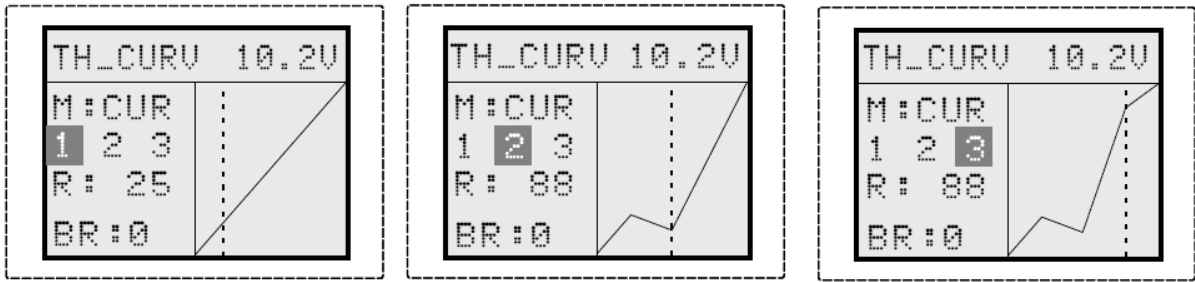 TH_CURV 10.2V
M:CUR
1 2 3
R: 25
BR:0
TH_CURV 10.2V
M:CUR
1 2 3
R: 88
BR:0
TH_CURV 10.2V
M:CUR
1 2 3
R: 88
BR:0